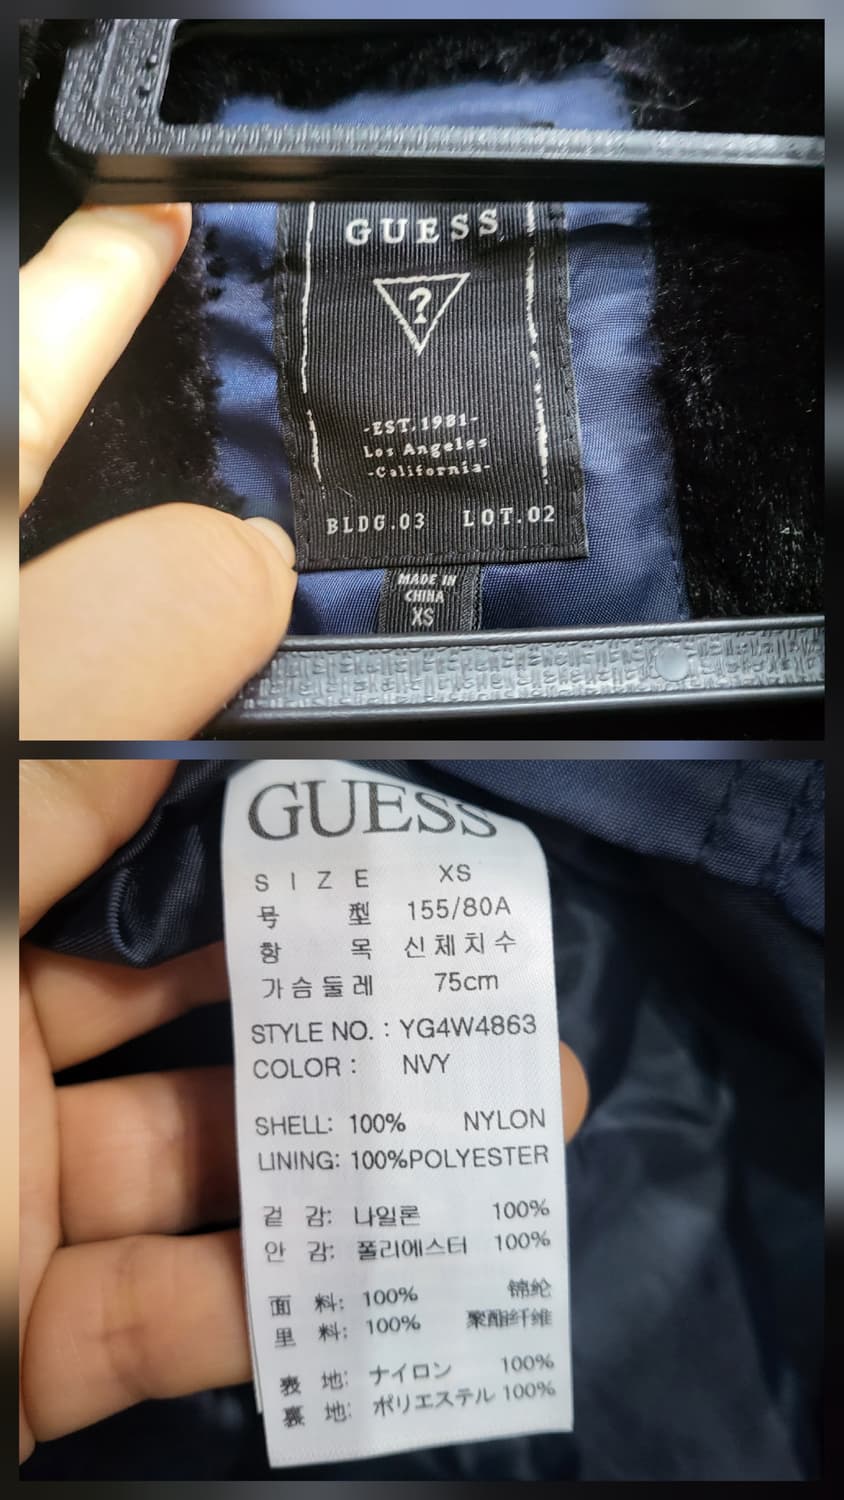 GUESS
?
-EST.1981-
Los Angeles
-California-
BLDG.03 LOT.02
MADE IN
CHINA
XS
GUESS
SIZE XS
号型 155/80A
항목 신체치수
가슴둘레 75cm
STYLE NO. : YG4W4863
COLOR : NVY
SHELL: 100% NYLON
LINING: 100%POLYESTER
겉감: 나일론 100%
안감: 폴리에스터 100%
面料: 100% 锦纶
里料: 100% 聚酯纤维
表地: ナイロン 100%
裏地: ポリエステル 100%